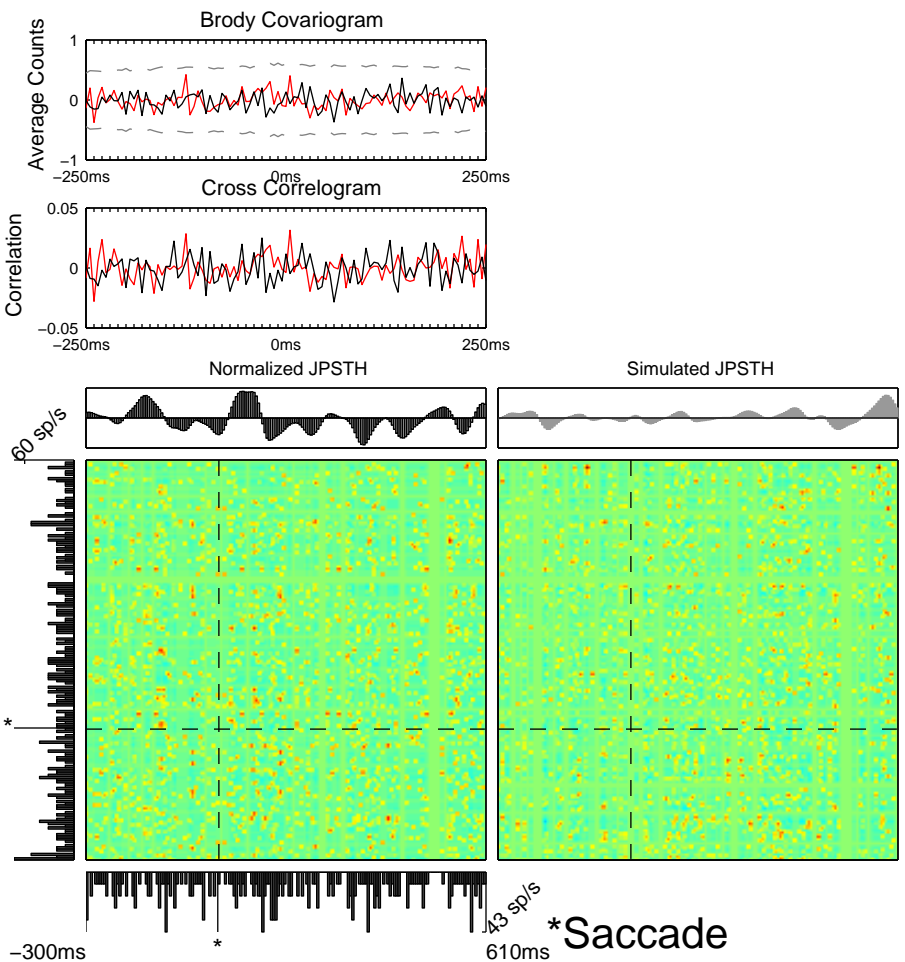 Brody Covariogram
Average Counts
1
0
−1
−250ms
0ms
250ms
Cross Correlogram
Correlation
0.05
0
−0.05
−250ms
0ms
250ms
Normalized JPSTH
Simulated JPSTH
60 sp/s
*
43 sp/s
*
−300ms
610ms
*Saccade